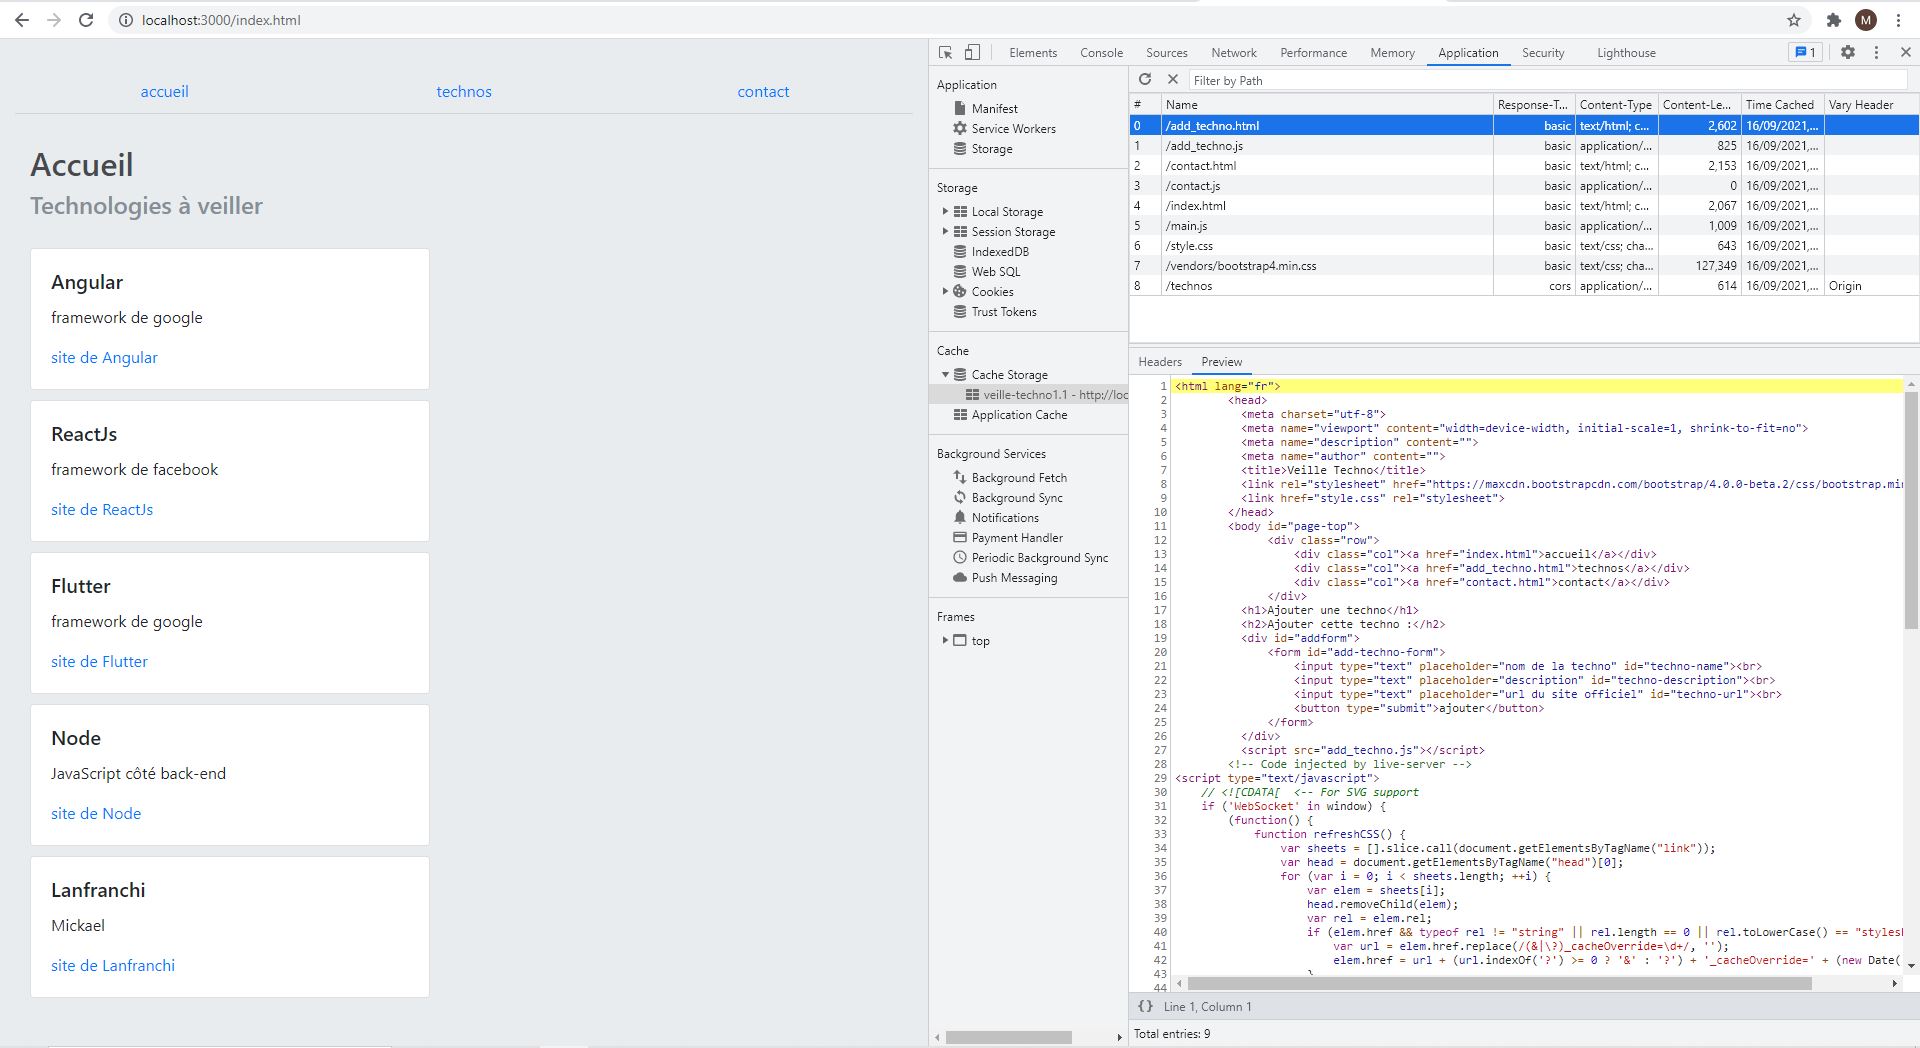 localhost:3000/index.html
M
accueil
technos
contact
Accueil
Technologies à veiller
Angular
framework de google
site de Angular
ReactJs
framework de facebook
site de ReactJs
Flutter
framework de google
site de Flutter
Node
JavaScript côté back-end
site de Node
Lanfranchi
Mickael
site de Lanfranchi
Elements Console Sources Network Performance Memory Application Security Lighthouse 1
Application
Manifest
Service Workers
Storage
Storage
Local Storage
Session Storage
IndexedDB
Web SQL
Cookies
Trust Tokens
Cache
Cache Storage
veille-techno1.1 - http://loc
Application Cache
Background Services
Background Fetch
Background Sync
Notifications
Payment Handler
Periodic Background Sync
Push Messaging
Frames
top
Filter by Path
# Name Response-T... Content-Type Content-Le... Time Cached Vary Header
0 /add_techno.html basic text/html; c... 2,602 16/09/2021,...
1 /add_techno.js basic application/... 825 16/09/2021,...
2 /contact.html basic text/html; c... 2,153 16/09/2021,...
3 /contact.js basic application/... 0 16/09/2021,...
4 /index.html basic text/html; c... 2,067 16/09/2021,...
5 /main.js basic application/... 1,009 16/09/2021,...
6 /style.css basic text/css; cha... 643 16/09/2021,...
7 /vendors/bootstrap4.min.css basic text/css; cha... 127,349 16/09/2021,...
8 /technos cors application/... 614 16/09/2021,... Origin
Headers Preview
1 <html lang="fr">
2 <head>
3 <meta charset="utf-8">
4 <meta name="viewport" content="width=device-width, initial-scale=1, shrink-to-fit=no">
5 <meta name="description" content="">
6 <meta name="author" content="">
7 <title>Veille Techno</title>
8 <link rel="stylesheet" href="https://maxcdn.bootstrapcdn.com/bootstrap/4.0.0-beta.2/css/bootstrap.min
9 <link href="style.css" rel="stylesheet">
10 </head>
11 <body id="page-top">
12 <div class="row">
13 <div class="col"><a href="index.html">accueil</a></div>
14 <div class="col"><a href="add_techno.html">technos</a></div>
15 <div class="col"><a href="contact.html">contact</a></div>
16 </div>
17 <h1>Ajouter une techno</h1>
18 <h2>Ajouter cette techno :</h2>
19 <div id="addform">
20 <form id="add-techno-form">
21 <input type="text" placeholder="nom de la techno" id="techno-name"><br>
22 <input type="text" placeholder="description" id="techno-description"><br>
23 <input type="text" placeholder="url du site officiel" id="techno-url"><br>
24 <button type="submit">ajouter</button>
25 </form>
26 </div>
27 <script src="add_techno.js"></script>
28 <!-- Code injected by live-server -->
29 <script type="text/javascript">
30 // <![CDATA[ <-- For SVG support
31 if ('WebSocket' in window) {
32 (function() {
33 function refreshCSS() {
34 var sheets = [].slice.call(document.getElementsByTagName("link"));
35 var head = document.getElementsByTagName("head")[0];
36 for (var i = 0; i < sheets.length; ++i) {
37 var elem = sheets[i];
38 head.removeChild(elem);
39 var rel = elem.rel;
40 if (elem.href && typeof rel != "string" || rel.length == 0 || rel.toLowerCase() == "styles
41 var url = elem.href.replace(/(&|\?)_cacheOverride=\d+/, '');
42 elem.href = url + (url.indexOf('?') >= 0 ? '&' : '?') + '_cacheOverride=' + (new Date(
43 }
44
{} Line 1, Column 1
Total entries: 9